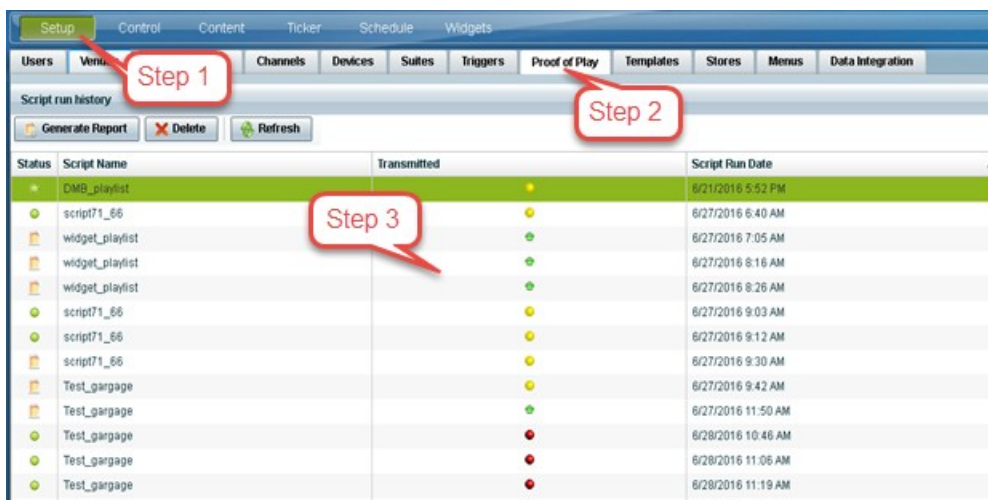 Setup Control Content Ticker Schedule Widgets
Users Channels Devices Suites Triggers Proof of Play Templates Stores Menus Data Integration
Step 1
Step 2
Script run history
Generate Report Delete Refresh
Status Script Name Transmitted Script Run Date
DMB_playlist 6/21/2016 5:52 PM
script71_66 6/27/2016 6:40 AM
Step 3
widget_playlist 6/27/2016 7:05 AM
widget_playlist 6/27/2016 8:16 AM
widget_playlist 6/27/2016 8:26 AM
script71_66 6/27/2016 9:03 AM
script71_66 6/27/2016 9:12 AM
script71_66 6/27/2016 9:30 AM
Test_gargage 6/27/2016 9:42 AM
Test_gargage 6/27/2016 11:50 AM
Test_gargage 6/28/2016 10:46 AM
Test_gargage 6/28/2016 11:06 AM
Test_gargage 6/28/2016 11:19 AM